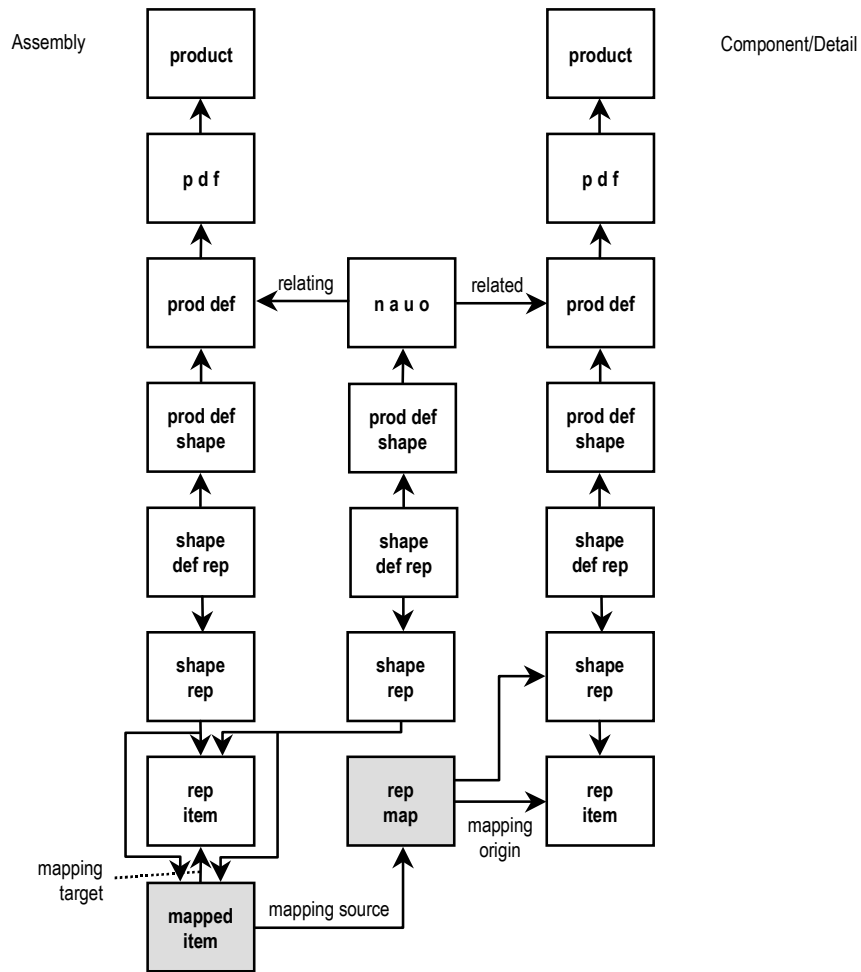 Assembly
product
product
Component/Detail
p d f
p d f
prod def
relating
n a u o
related
prod def
prod def
shape
prod def
shape
prod def
shape
shape
def rep
shape
def rep
shape
def rep
shape
rep
shape
rep
shape
rep
rep
item
rep
map
rep
item
mapping
origin
mapping
target
mapped
item
mapping source